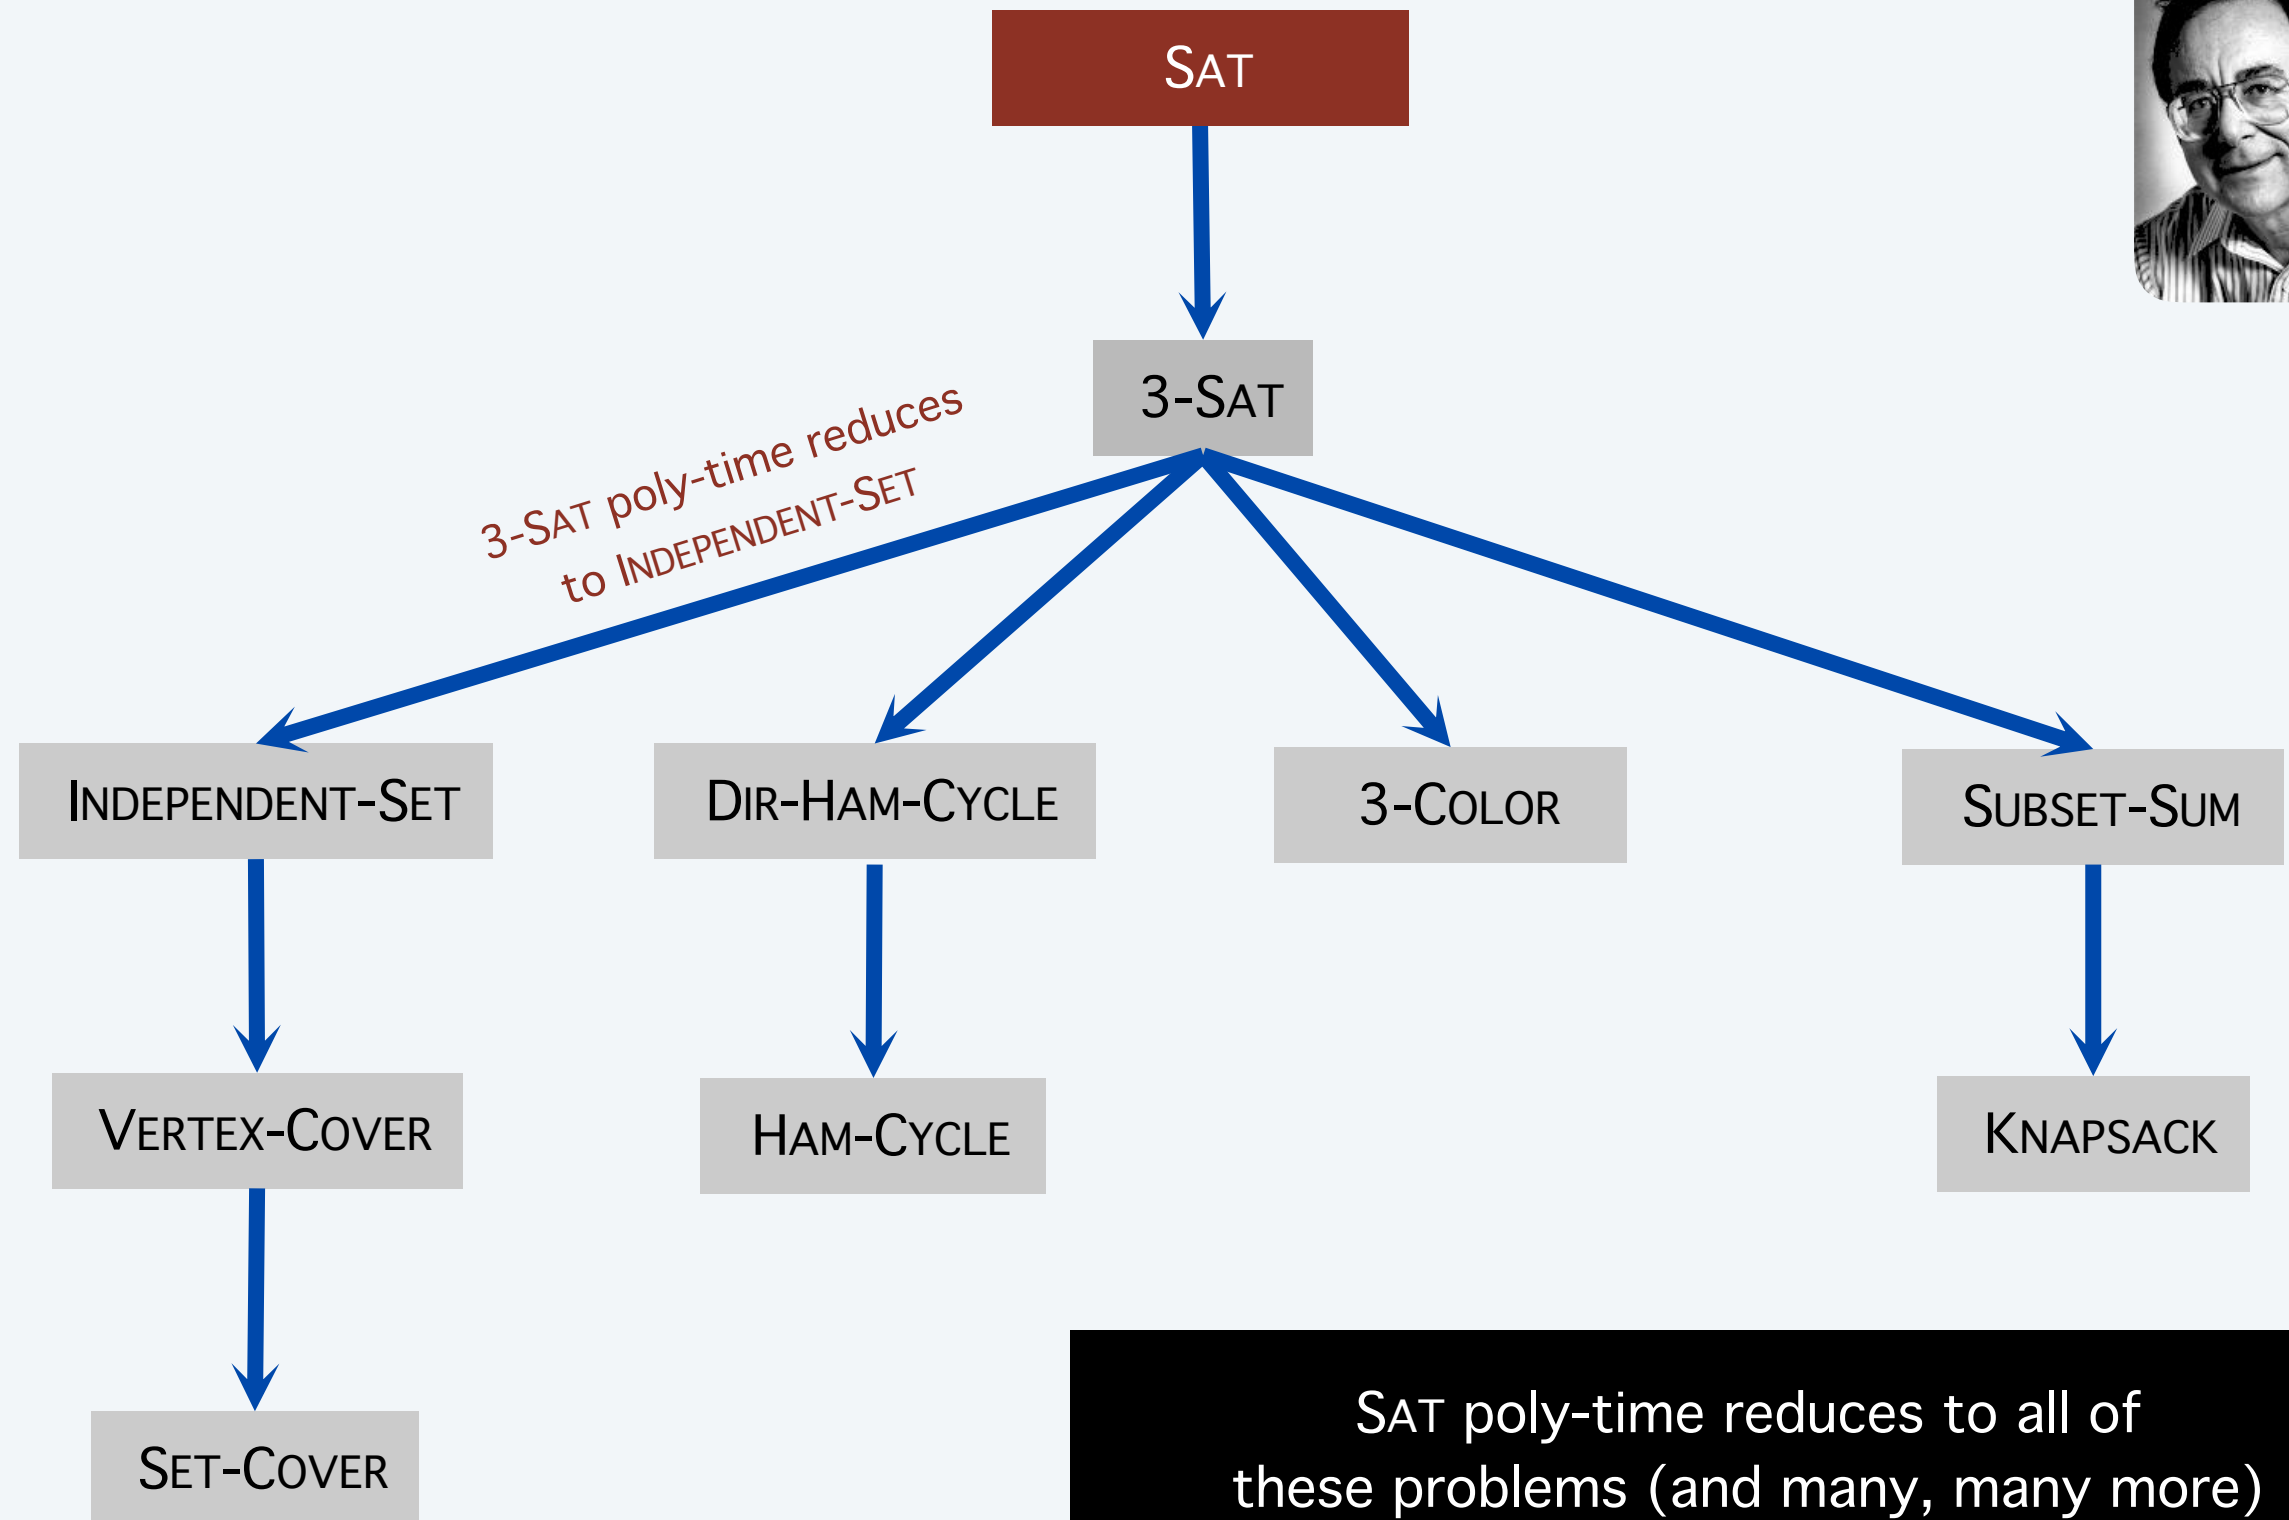 SAT
3-SAT
3-SAT poly-time reduces
to INDEPENDENT-SET
INDEPENDENT-SET
DIR-HAM-CYCLE
3-COLOR
SUBSET-SUM
VERTEX-COVER
HAM-CYCLE
KNAPSACK
SET-COVER
SAT poly-time reduces to all of
these problems (and many, many more)